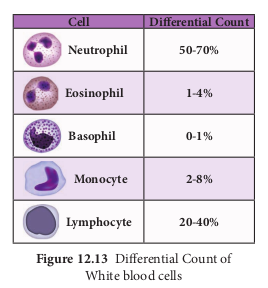 Cell Differential Count
Neutrophil 50-70%
Eosinophil 1-4%
Basophil 0-1%
Monocyte 2-8%
Lymphocyte 20-40%
Figure 12.13 Differential Count of
White blood cells